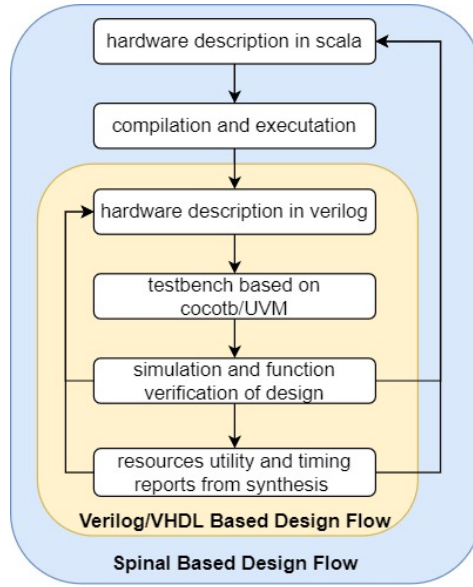 hardware description in scala
compilation and executation
hardware description in verilog
testbench based on
cocotb/UVM
simulation and function
verification of design
resources utility and timing
reports from synthesis
Verilog/VHDL Based Design Flow
Spinal Based Design Flow